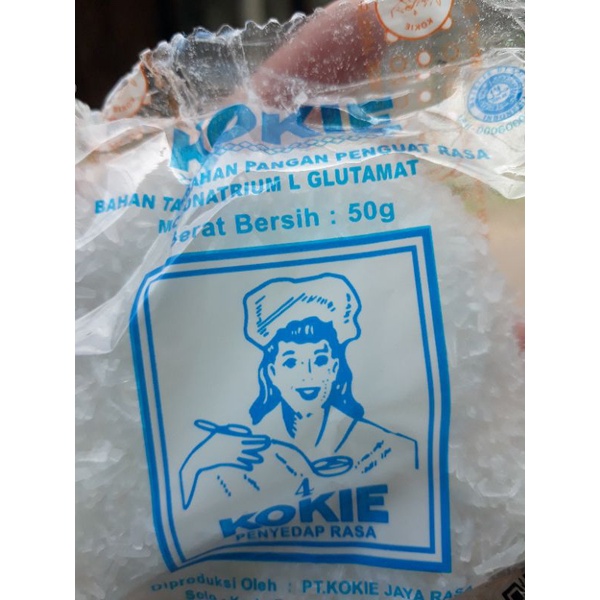 KOKIE
KOKIE
BAHAN PANGAN PENGUAT RASA
BAHAN NATRIUM L GLUTAMAT
Berat Bersih : 50g
4
KOKIE
PENYEDAP RASA
Diproduksi Oleh : PT.KOKIE JAYA RASA